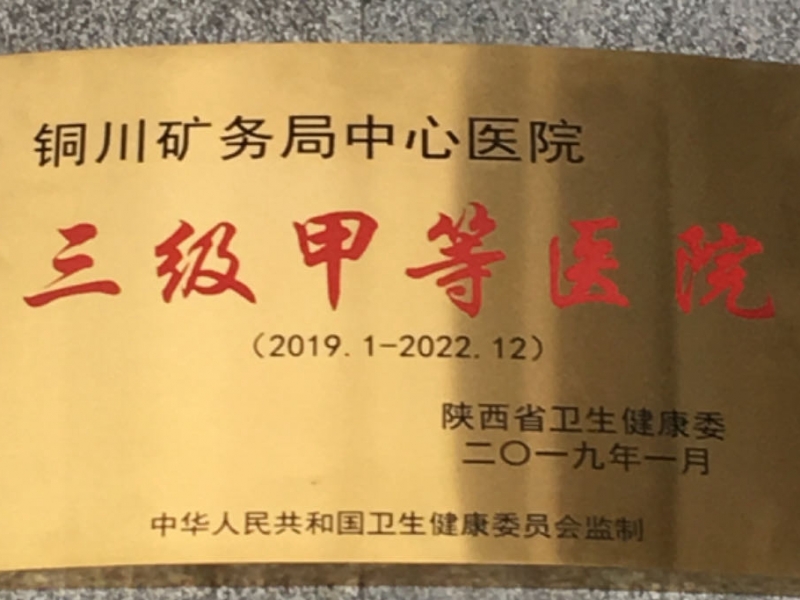 铜川矿务局中心医院
三级甲等医院
（2019.1-2022.12）
陕西省卫生健康委
二〇一九年一月
中华人民共和国卫生健康委员会监制